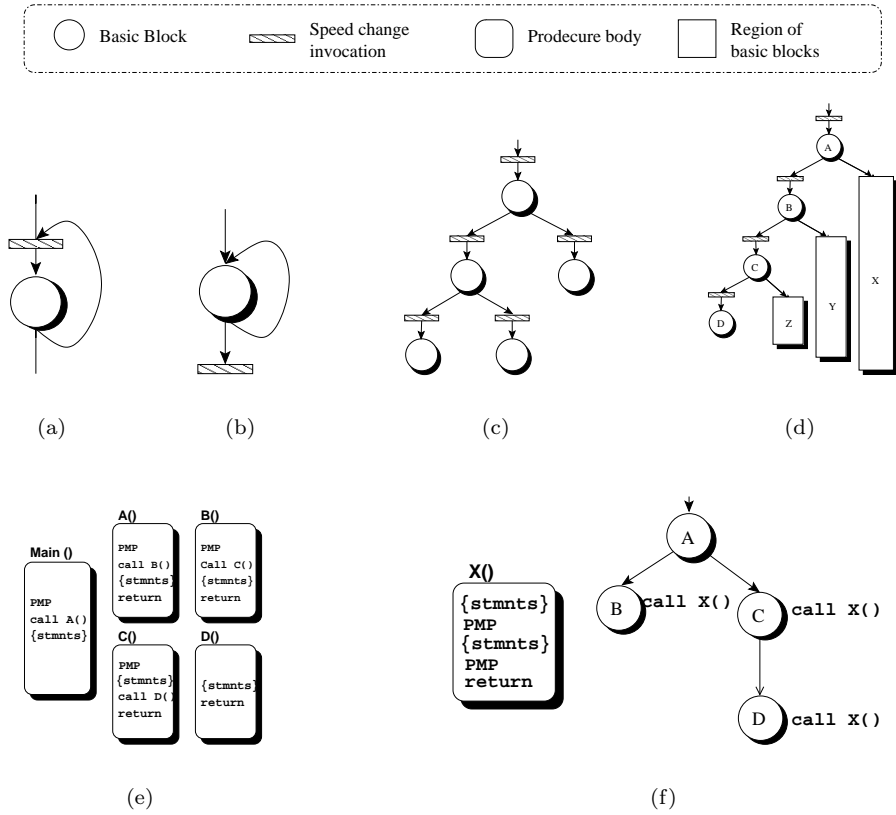 Basic Block
Speed change
invocation
Prodecure body
Region of
basic blocks
A
B
C
D
Z
Y
X
(a)
(b)
(c)
(d)
Main ()
PMP
call A()
{stmnts}
A()
PMP
call B()
{stmnts}
return
B()
PMP
Call C()
{stmnts}
return
C()
PMP
{stmnts}
call D()
return
D()
{stmnts}
return
X()
{stmnts}
PMP
{stmnts}
PMP
return
A
B
call X()
C
call X()
D
call X()
(e)
(f)